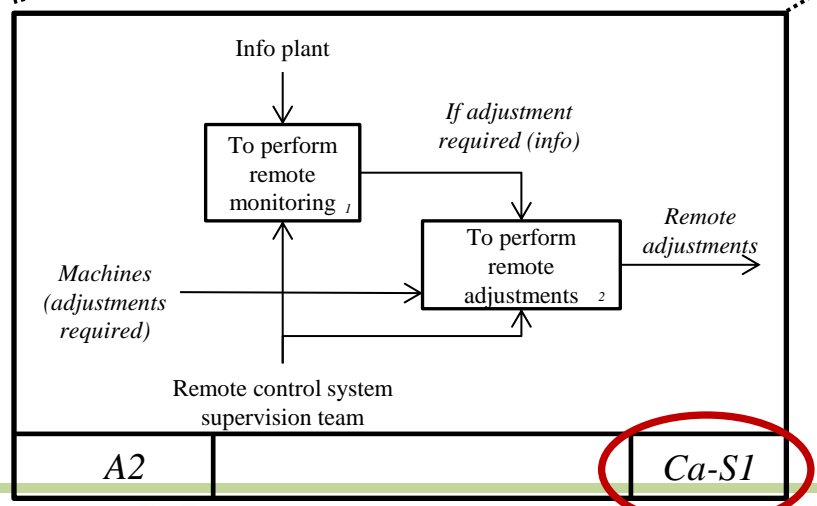 Info plant
If adjustment
required (info)
To perform
remote
monitoring 1
To perform
remote
adjustments 2
Remote
adjustments
Machines
(adjustments
required)
Remote control system
supervision team
A2
Ca-S1